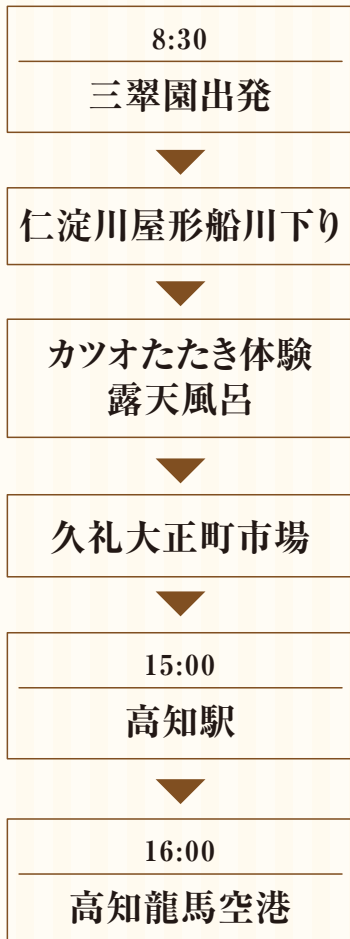 8:30
三翠園出発
仁淀川屋形船川下り
カツオたたき体験
露天風呂
久礼大正町市場
15:00
高知駅
16:00
高知龍馬空港